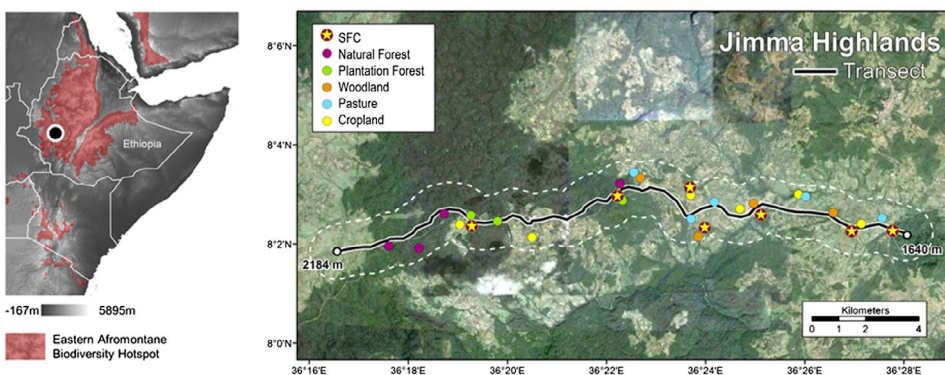 Ethiopia
-167m
5895m
Eastern Afromontane
Biodiversity Hotspot
8°6'N
8°4'N
8°2'N
8°0'N
SFC
Natural Forest
Plantation Forest
Woodland
Pasture
Cropland
Jimma Highlands
Transect
2184 m
1640 m
Kilometers
0 1 2 4
36°16'E 36°18'E 36°20'E 36°22'E 36°24'E 36°26'E 36°28'E